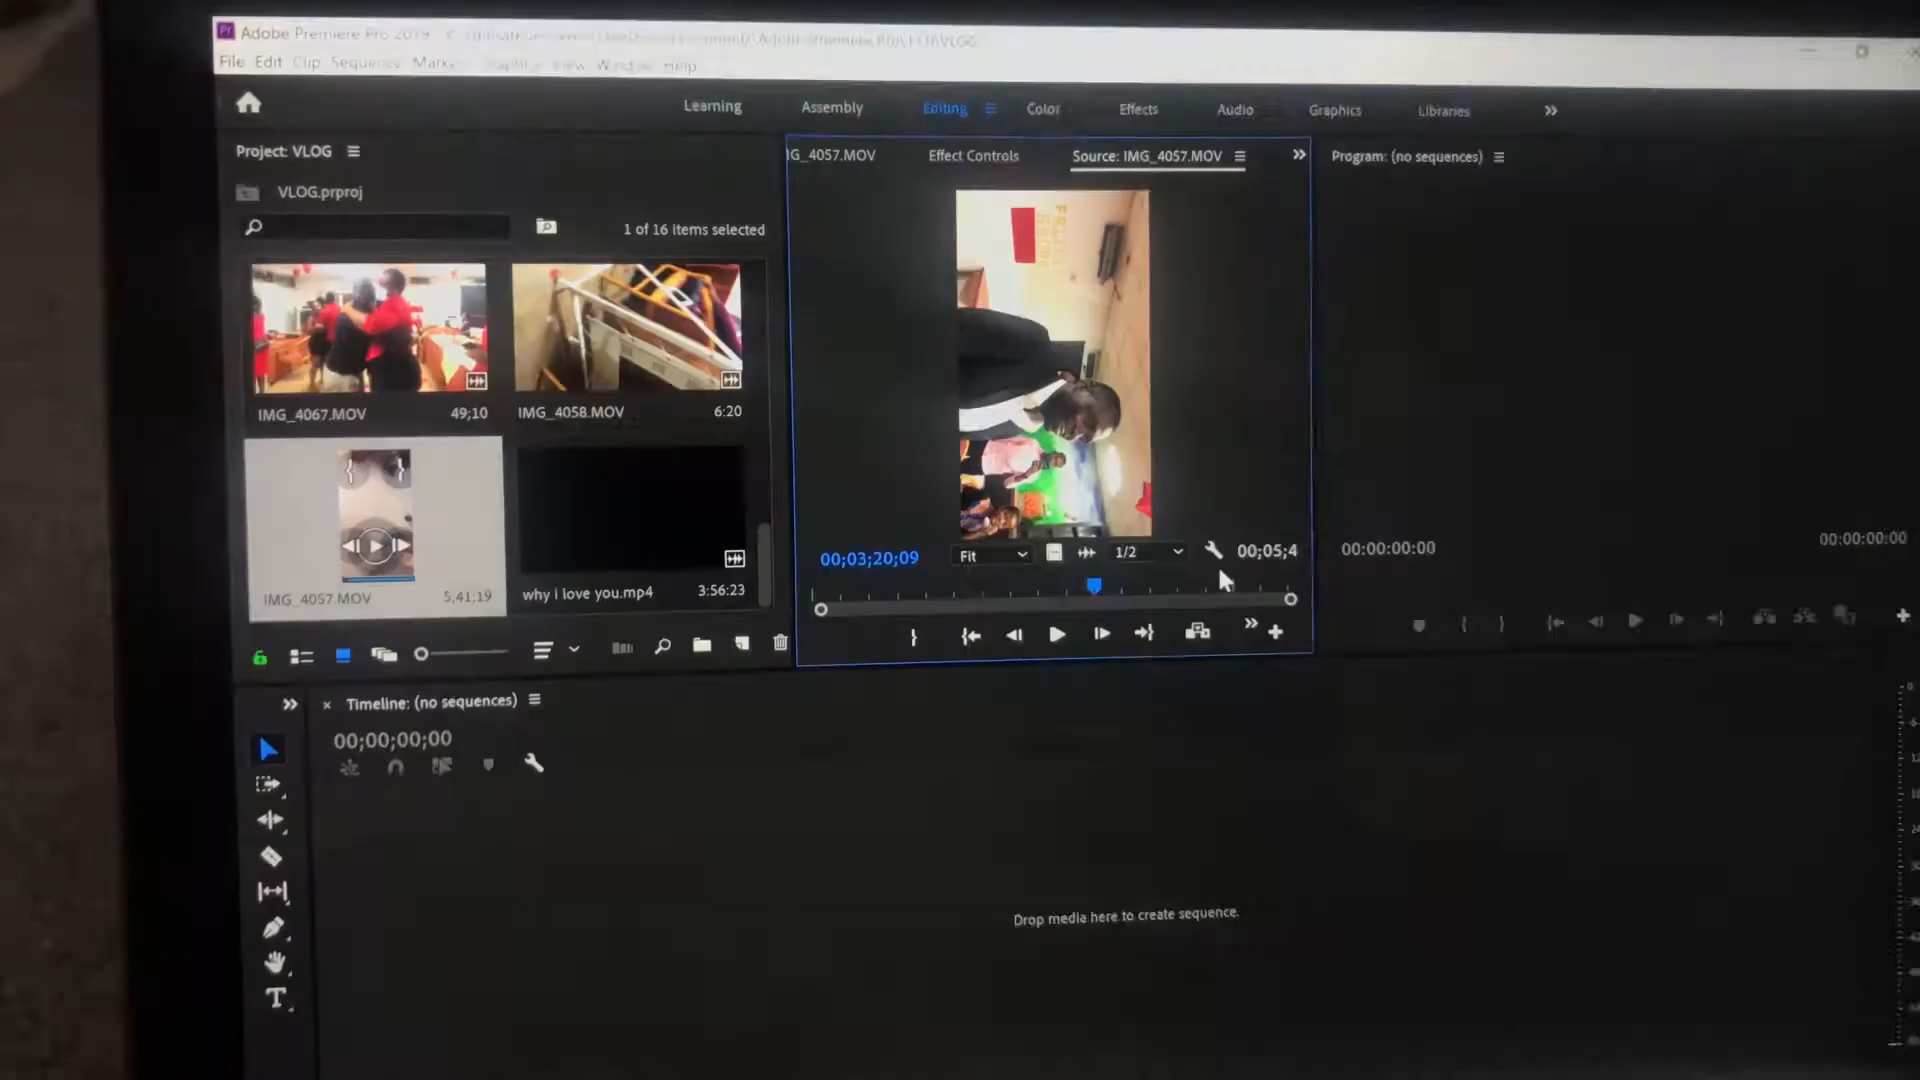 Adobe Premiere Pro 2019
File Edit Clip Sequence Window Help
Learning Assembly Editing Color Effects Audio Graphics Libraries
Project: VLOG
VLOG.prproj
1 of 16 items selected
IMG_4067.MOV 49;10
IMG_4058.MOV 6:20
IMG_4057.MOV 5;41;19
why i love you.mp4 3:56:23
G_4057.MOV Effect Controls Source: IMG_4057.MOV
00;03;20;09 Fit 1/2 00;05;4
Program: (no sequences)
00:00:00:00 00:00:00:00
Timeline: (no sequences)
00;00;00;00
Drop media here to create sequence.